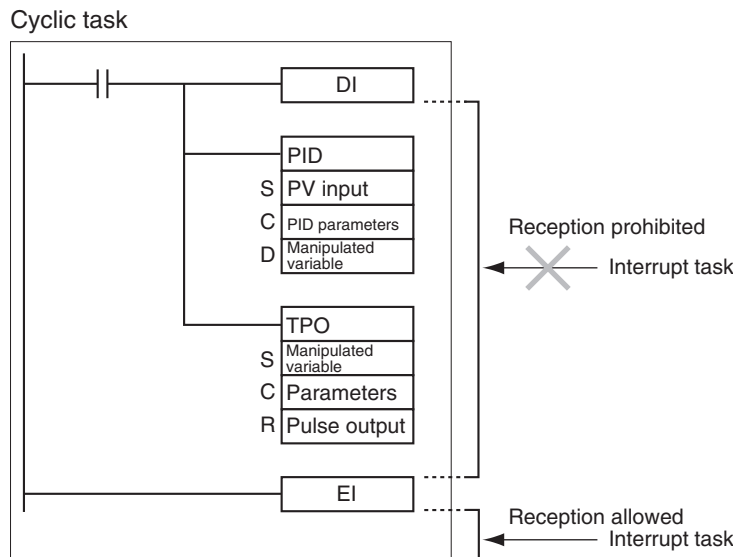 Cyclic task
DI
PID
S PV input
C PID parameters
D Manipulated
variable
Reception prohibited
Interrupt task
TPO
S Manipulated
variable
C Parameters
R Pulse output
EI
Reception allowed
Interrupt task